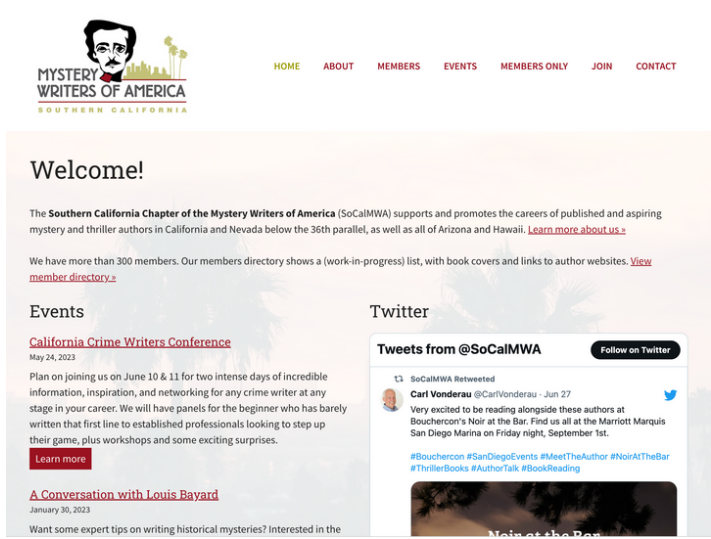 MYSTERY
WRITERS OF AMERICA
SOUTHERN CALIFORNIA
HOME ABOUT MEMBERS EVENTS MEMBERS ONLY JOIN CONTACT
Welcome!
The Southern California Chapter of the Mystery Writers of America (SoCalMWA) supports and promotes the careers of published and aspiring
mystery and thriller authors in California and Nevada below the 36th parallel, as well as all of Arizona and Hawaii. Learn more about us »
We have more than 300 members. Our members directory shows a (work-in-progress) list, with book covers and links to author websites. View
member directory »
Events
California Crime Writers Conference
May 24, 2023
Plan on joining us on June 10 & 11 for two intense days of incredible
information, inspiration, and networking for any crime writer at any
stage in your career. We will have panels for the beginner who has barely
written that first line to established professionals looking to step up
their game, plus workshops and some exciting surprises.
Learn more
A Conversation with Louis Bayard
January 30, 2023
Want some expert tips on writing historical mysteries? Interested in the
Twitter
Tweets from @SoCalMWA
Follow on Twitter
SoCalMWA Retweeted
Carl Vonderau @CarlVonderau · Jun 27
Very excited to be reading alongside these authors at
Bouchercon's Noir at the Bar. Find us all at the Marriott Marquis
San Diego Marina on Friday night, September 1st.
#Bouchercon #SanDiegoEvents #MeetTheAuthor #NoirAtTheBar
#ThrillerBooks #AuthorTalk #BookReading
Noir at the Bar